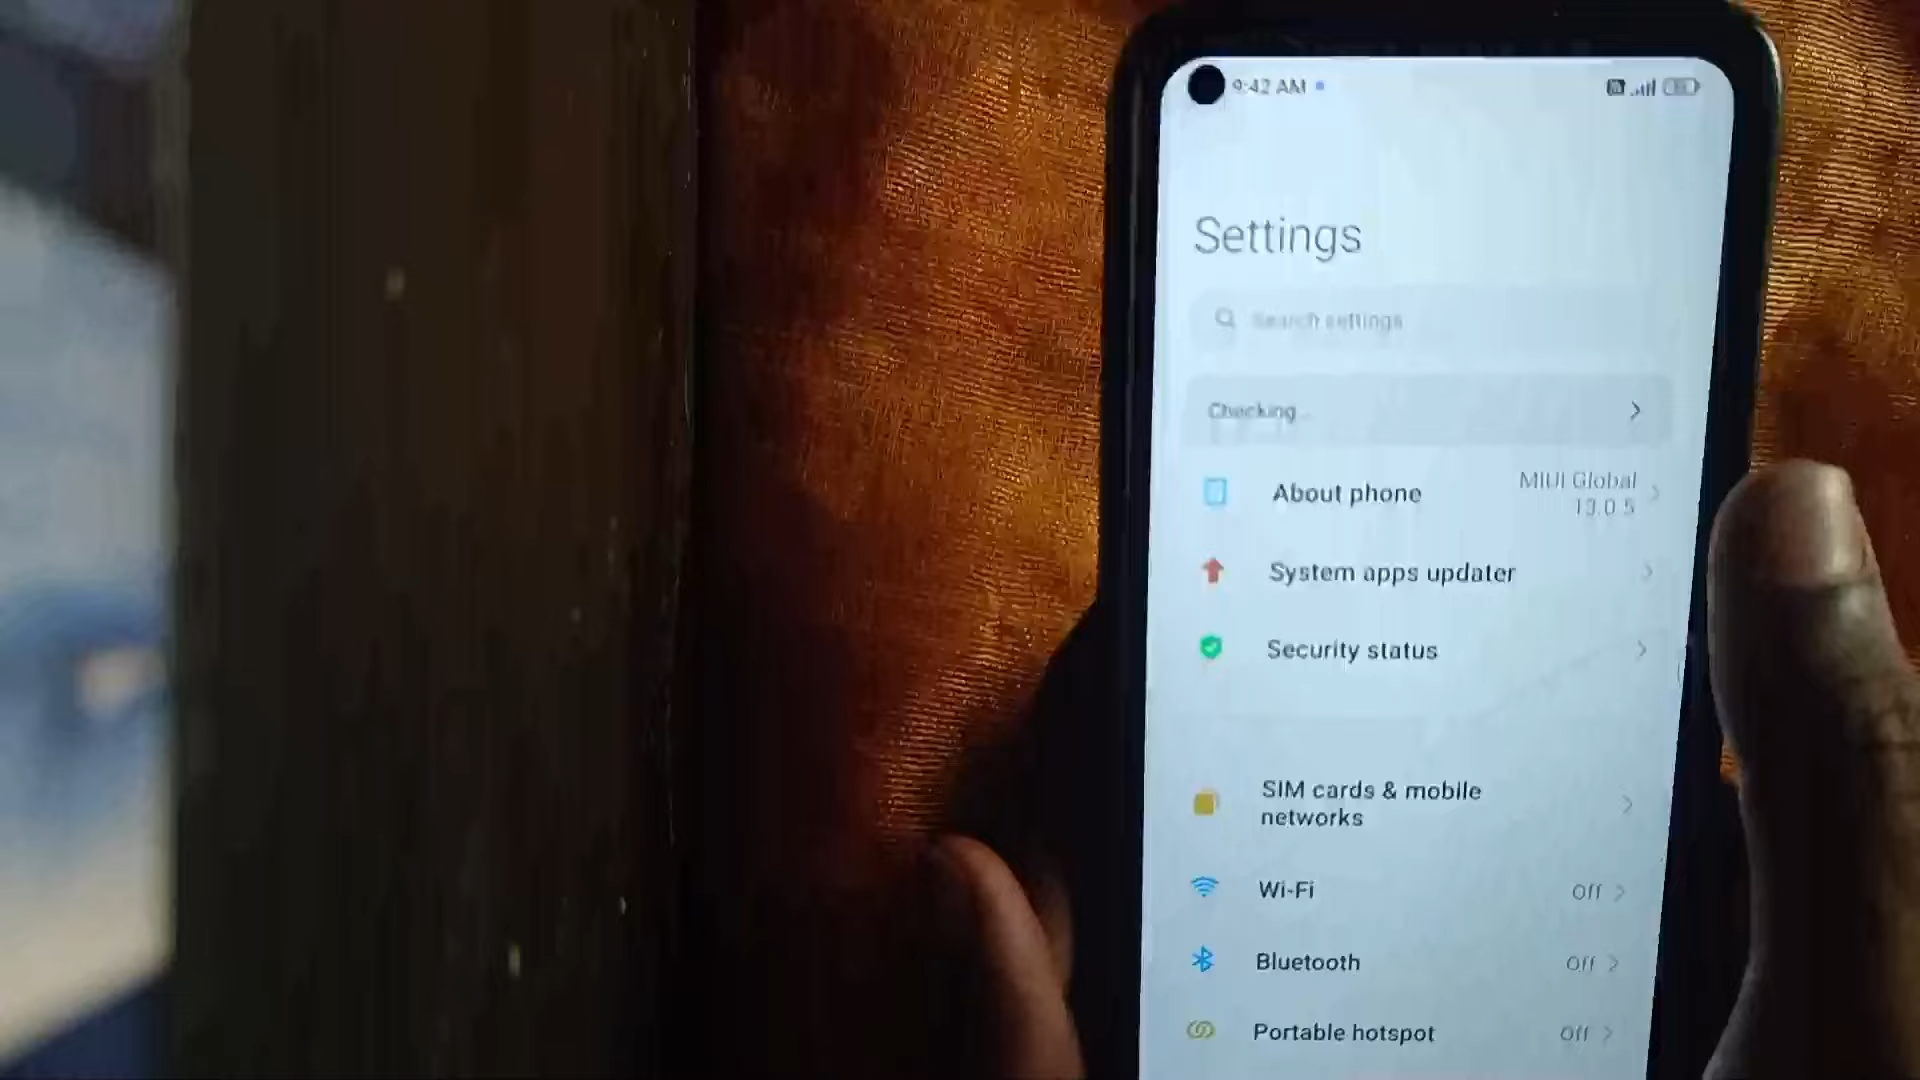 9:42 AM
Settings
Search settings
Checking...
About phone
MIUI Global
13.0.5
System apps updater
Security status
SIM cards & mobile
networks
Wi-Fi
Off
Bluetooth
Off
Portable hotspot
Off